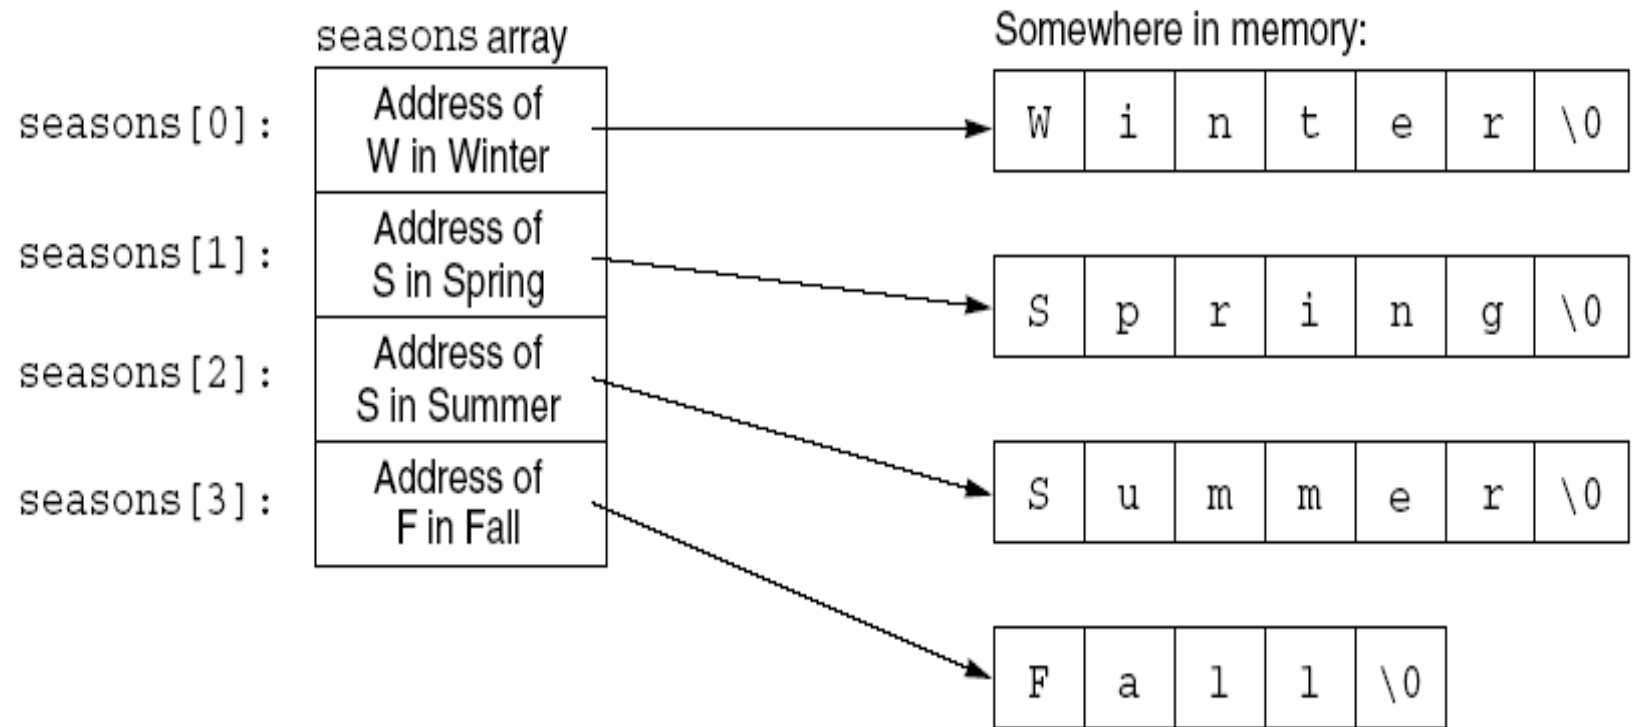 seasons array
Somewhere in memory:
seasons[0]:
Address of
W in Winter
W i n t e r \0
seasons[1]:
Address of
S in Spring
S p r i n g \0
seasons[2]:
Address of
S in Summer
S u m m e r \0
seasons[3]:
Address of
F in Fall
F a l l \0